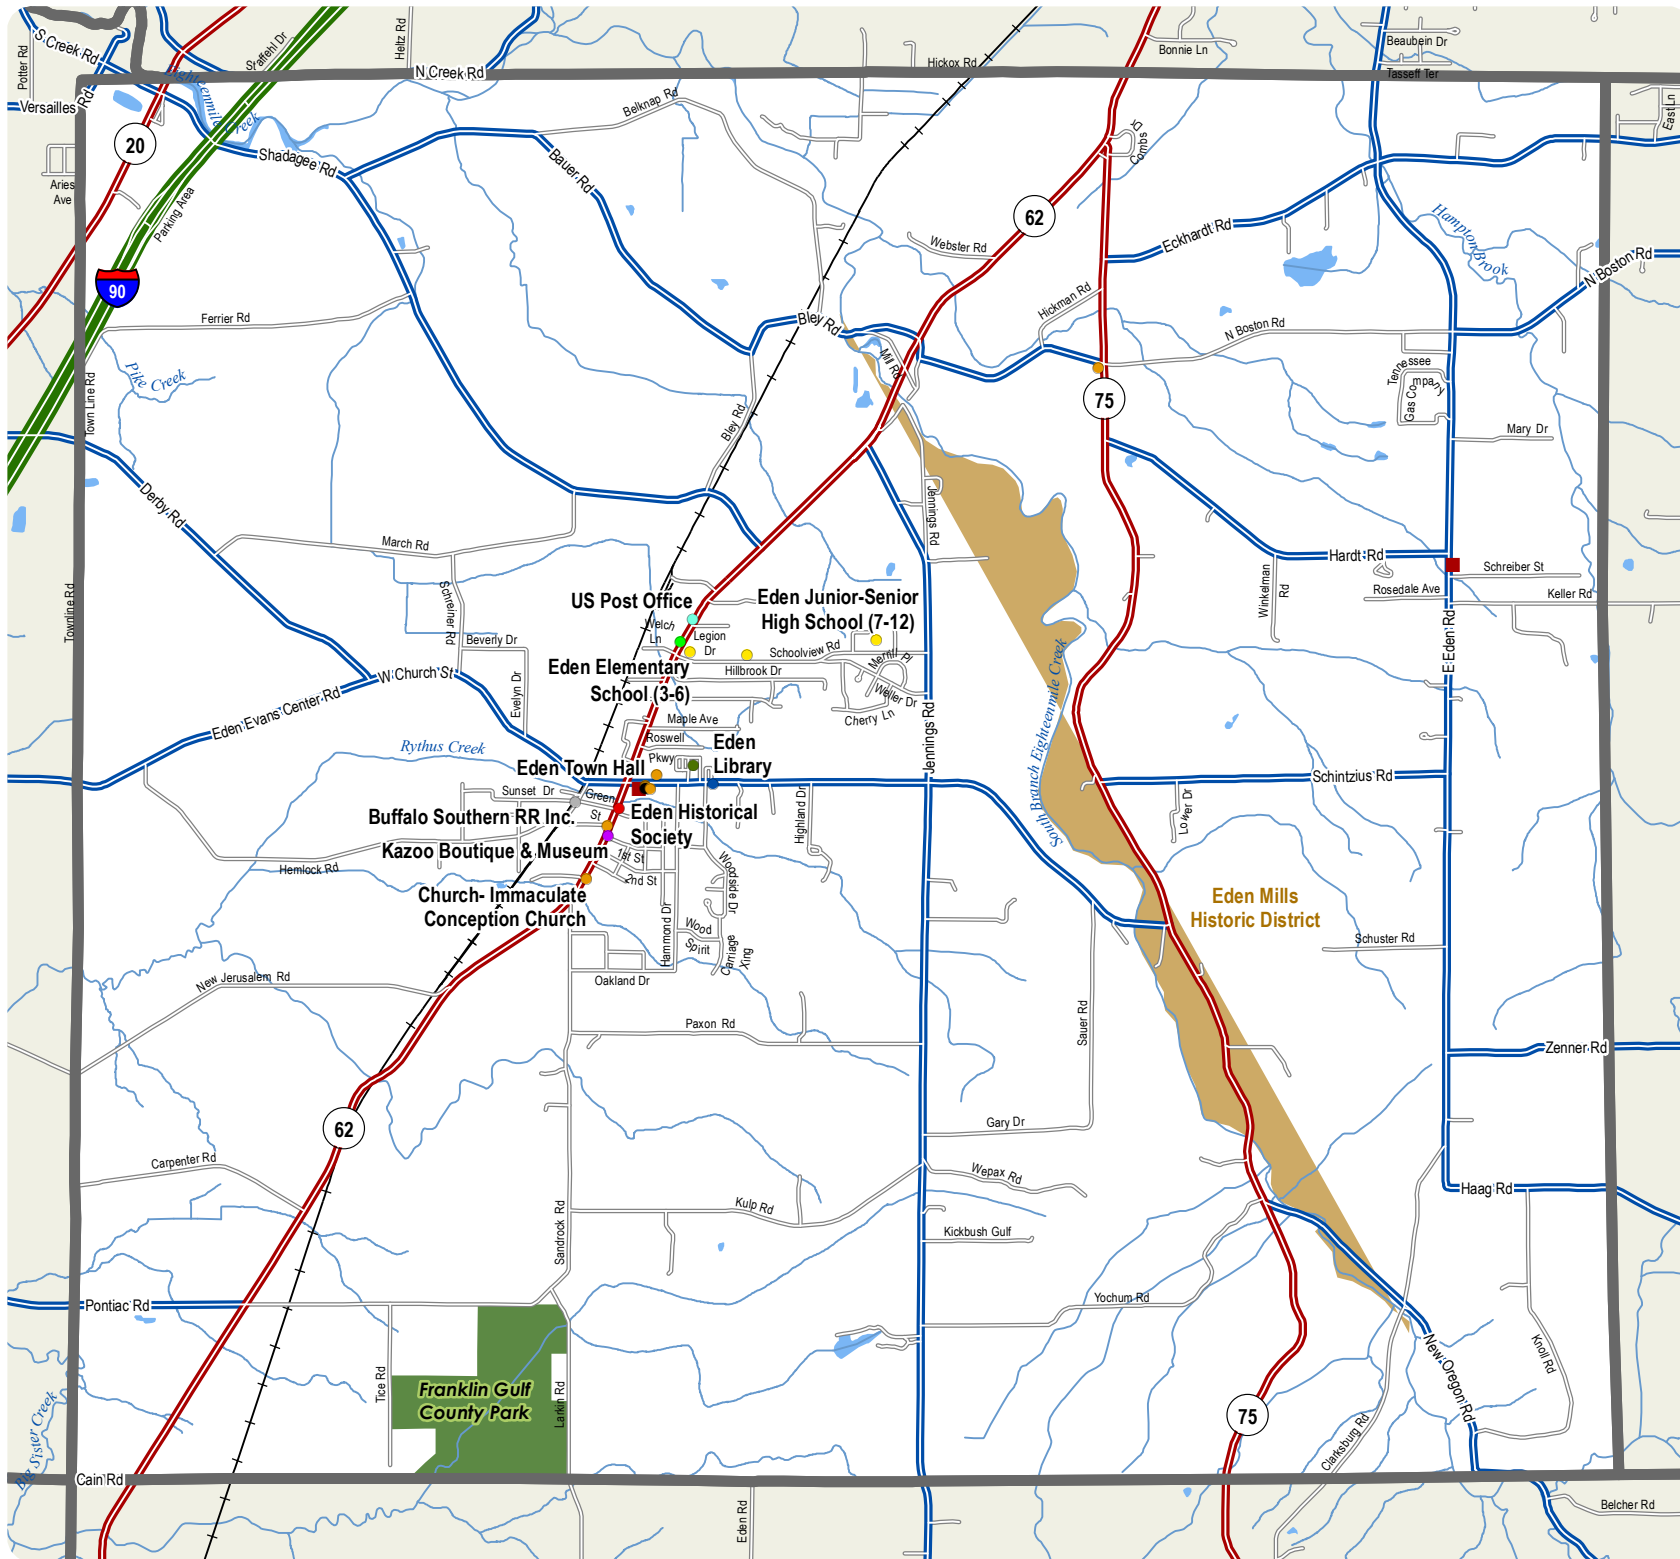 Potter Rd
S Creek Rd
Versailles Rd
20
Aries
Ave
Eighteenmile Creek
Shadagee Rd
Staffehl Dr
Parking Area
90
Heltz Rd
N Creek Rd
Belknap Rd
Bauer Rd
Hickox Rd
Bonnie Ln
Beaubein Dr
Tasseff Ter
East Ln
Combs Dr
62
Webster Rd
Eckhardt Rd
Hampton Brook
N Boston Rd
Hickman Rd
N Boston Rd
Ferrier Rd
Pike Creek
Town Line Rd
Bley Rd
Mill Rd
Bley Rd
75
Tennessee
Gas Company
Mary Dr
Derby Rd
March Rd
Schreiner Rd
Jennings Rd
Hardt Rd
Winkelman
Rd
Schreiber St
Rosedale Ave
Keller Rd
Townline Rd
US Post Office
Welch
Ln
Legion
Dr
Eden Junior-Senior
High School (7-12)
Schoolview Rd
Merrill Pl
Hillbrook Dr
Weller Dr
Cherry Ln
Beverly Dr
Evelyn Dr
W Church St
Eden Evans Center Rd
Eden Elementary
School (3-6)
Maple Ave
Roswell
Pkwy
Rythus Creek
Eden Town Hall
Eden
Library
Jennings Rd
South Branch Eighteenmile Creek
E Eden Rd
Schintzius Rd
Lower Dr
Sunset Dr
Green
St
Buffalo Southern RR Inc.
Eden Historical
Society
Highland Dr
Kazoo Boutique & Museum
1st St
2nd St
Woodside Dr
Hemlock Rd
Church- Immaculate
Conception Church
Hammond Dr
Wood
Spirit
Carriage
Xing
Oakland Dr
Eden Mills
Historic District
Schuster Rd
New Jerusalem Rd
Paxon Rd
Sauer Rd
Zenner Rd
62
Gary Dr
Carpenter Rd
Wepax Rd
Haag Rd
Kulp Rd
Sandrock Rd
Kickbush Gulf
Pontiac Rd
Yochum Rd
New Oregon Rd
Knoll Rd
Tice Rd
Franklin Gulf
County Park
Larkin Rd
75
Clarksburg Rd
Big Sister Creek
Cain Rd
Eden Rd
Belcher Rd